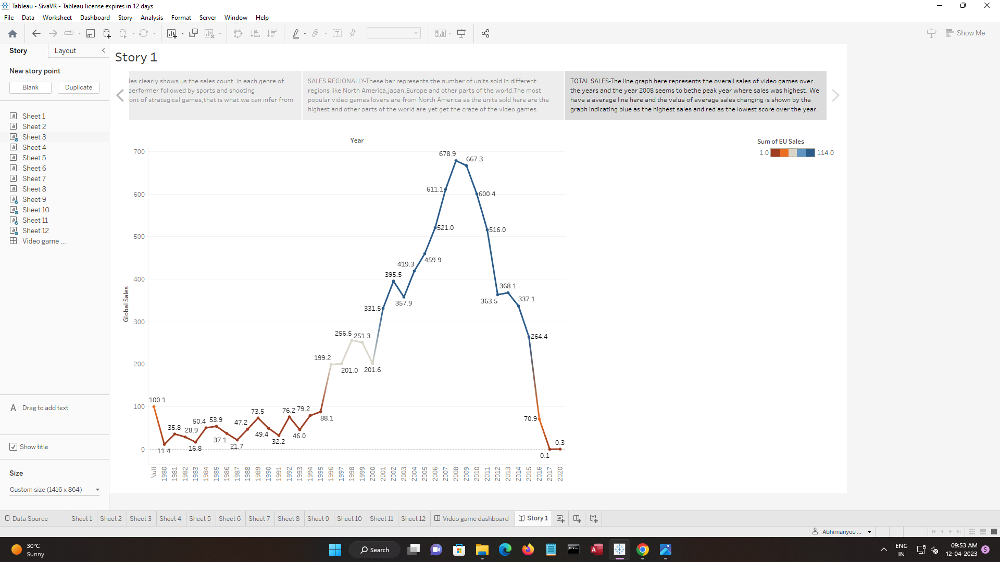 Tableau - SivaVR - Tableau license expires in 12 days
File Data Worksheet Dashboard Story Analysis Format Server Window Help
Show Me
Story Layout
New story point
Blank Duplicate
Sheet 1
Sheet 2
Sheet 3
Sheet 4
Sheet 5
Sheet 6
Sheet 7
Sheet 8
Sheet 9
Sheet 10
Sheet 11
Sheet 12
Video game ...
A Drag to add text
Show title
Size
Custom size (1416 x 864)
Story 1
les clearly shows us the sales count in each genre of
performer followed by sports and shooting
ont of strategical games,that is what we can infer from
SALES REGIONALLY-These bar represents the number of units sold in different
regions like North America,japan.Europe and other parts of the world.The most
popular video games lovers are from North America as the units sold here are the
highest and other parts of the world are yet get the craze of the video games.
TOTAL SALES-The line graph here represents the overall sales of video games over
the years and the year 2008 seems to bethe peak year where sales was highest. We
have a average line here and the value of average sales changing is shown by the
graph indicating blue as the highest sales and red as the lowest score over the year.
Year
Sum of EU Sales
1.0 114.0
Global Sales
700
600
500
400
300
200
100
0
100.1
11.4
35.8
28.9
16.8
50.4
53.9
37.1
21.7
47.2
73.5
49.4
32.2
76.2
46.0
79.2
88.1
199.2
201.0
256.5
251.3
201.6
331.5
395.5
357.9
419.3
459.9
521.0
611.1
678.9
667.3
600.4
516.0
363.5
368.1
337.1
264.4
70.9
0.1
0.3
Null 1980 1981 1982 1983 1984 1985 1986 1987 1988 1989 1990 1991 1992 1993 1994 1995 1996 1997 1998 1999 2000 2001 2002 2003 2004 2005 2006 2007 2008 2009 2010 2011 2012 2013 2014 2015 2016 2017 2020
Data Source Sheet 1 Sheet 2 Sheet 3 Sheet 4 Sheet 5 Sheet 6 Sheet 7 Sheet 8 Sheet 9 Sheet 10 Sheet 11 Sheet 12 Video game dashboard Story 1
Abhimanyou ...
30°C
Sunny
Search
ENG
IN
09:53 AM
12-04-2023
5